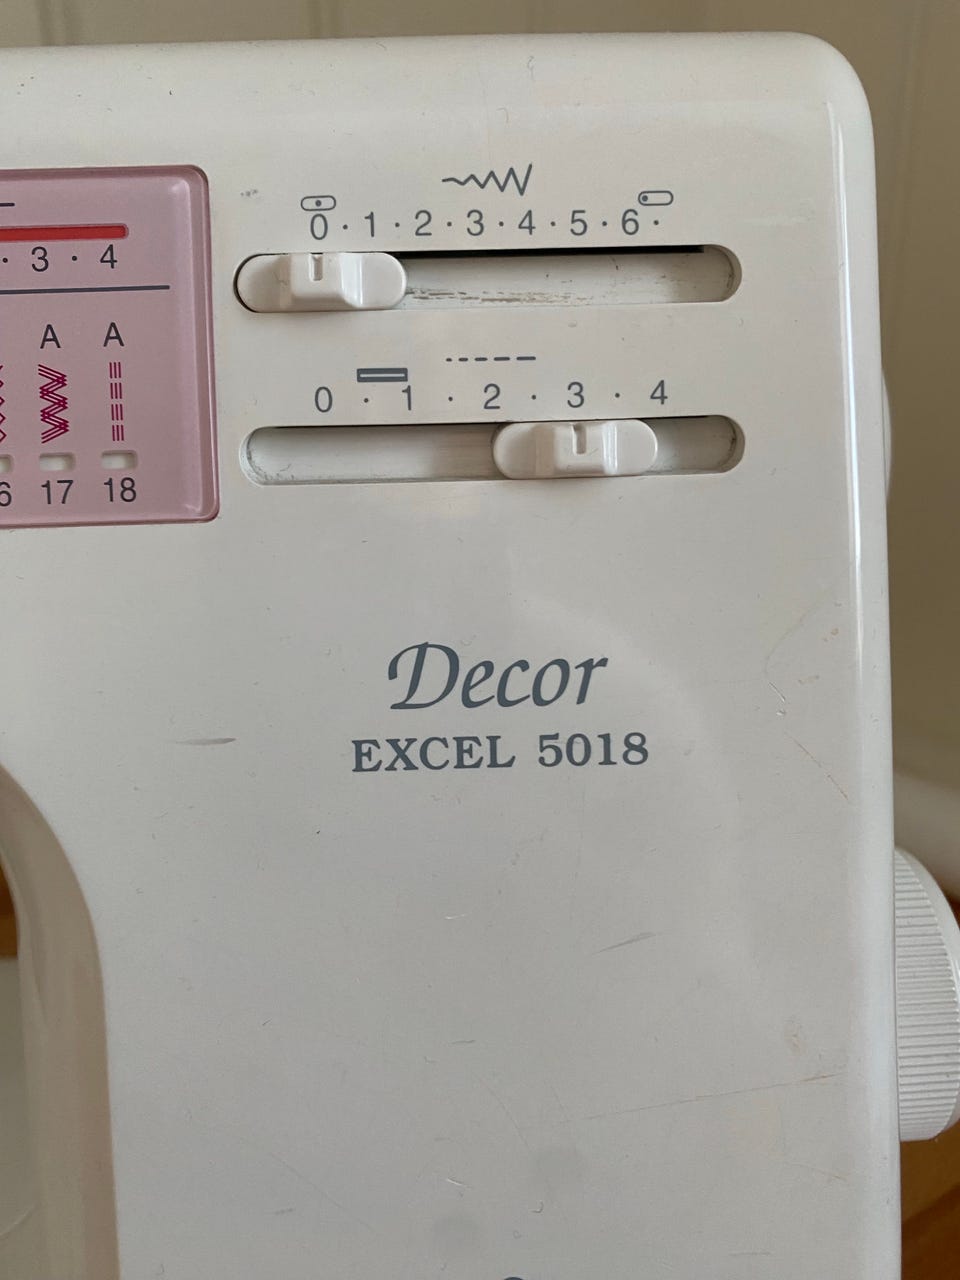 0 · 1 · 2 · 3 · 4 · 5 · 6 ·
· 3 · 4
0 · 1 · 2 · 3 · 4
A A
6 17 18
Decor
EXCEL 5018